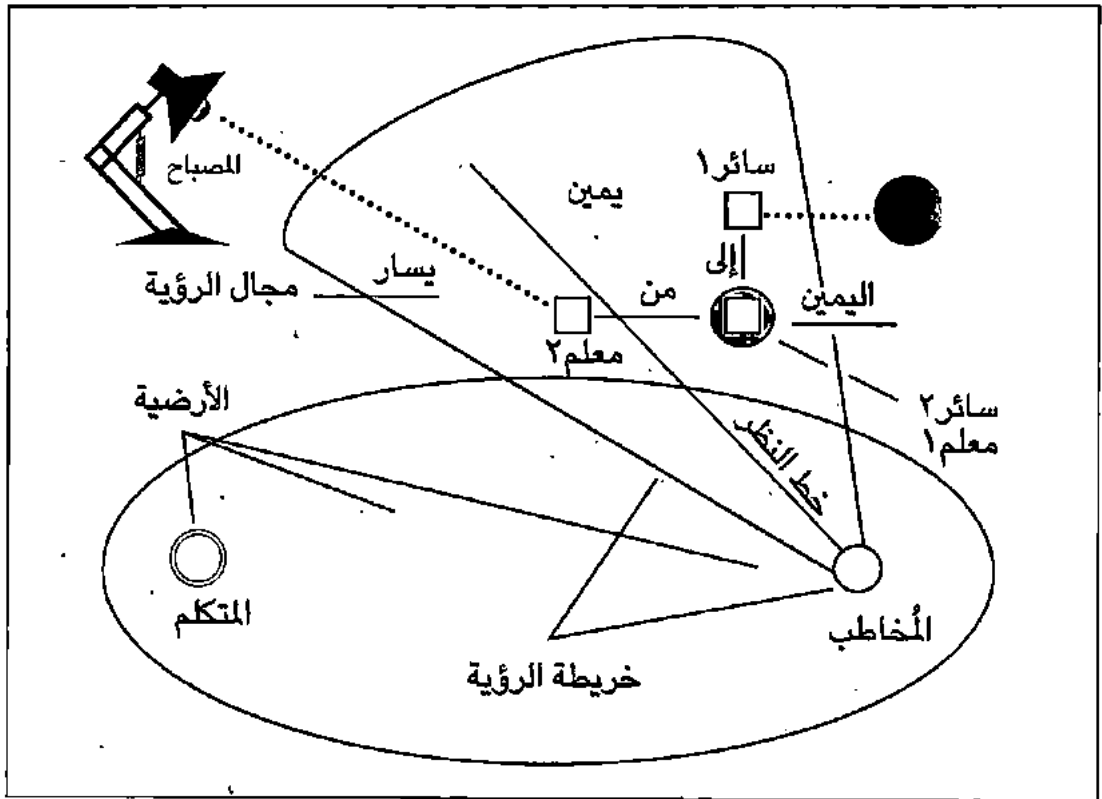 سائر١
المصباح
يمين
إلى
يسار
من
اليمين
مجال الرؤية
معلم٢
الأرضية
سائر٢
معلم١
خط النظر
المتكلم
المُخاطب
خريطة الرؤية